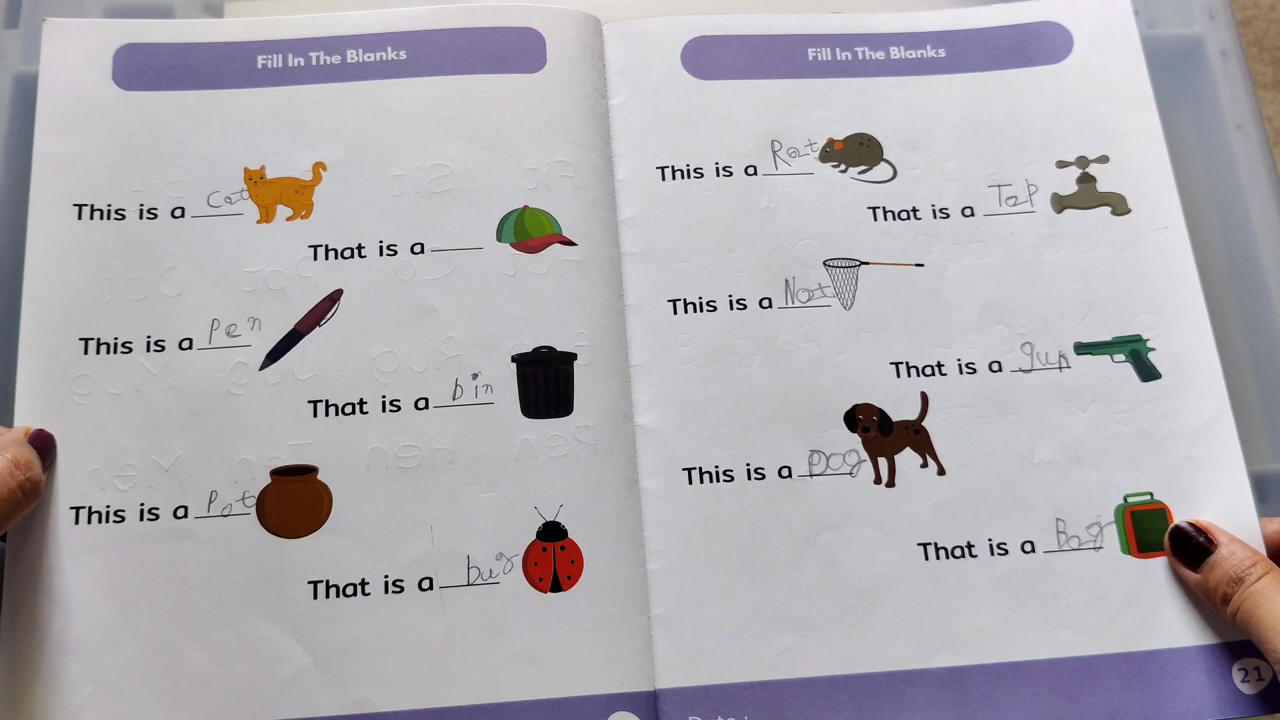 Fill In The Blanks
This is a Cat
That is a ____
This is a Pen
That is a bin
This is a Pot
That is a bug
Fill In The Blanks
This is a Rat
That is a Tap
This is a Nat
That is a gun
This is a Dog
That is a Bag
21